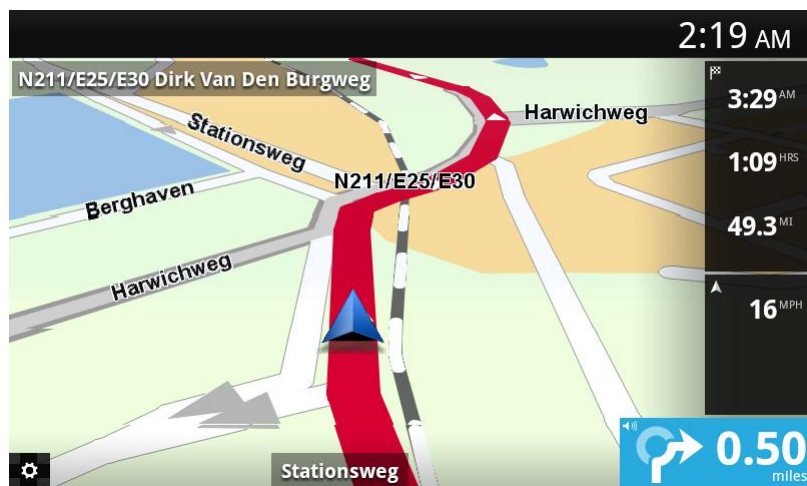 2:19 AM
N211/E25/E30 Dirk Van Den Burgweg
3:29 AM
Harwichweg
Stationsweg
1:09 HRS
N211/E25/E30
Berghaven
49.3 MI
Harwichweg
16 MPH
0.50
miles
Stationsweg